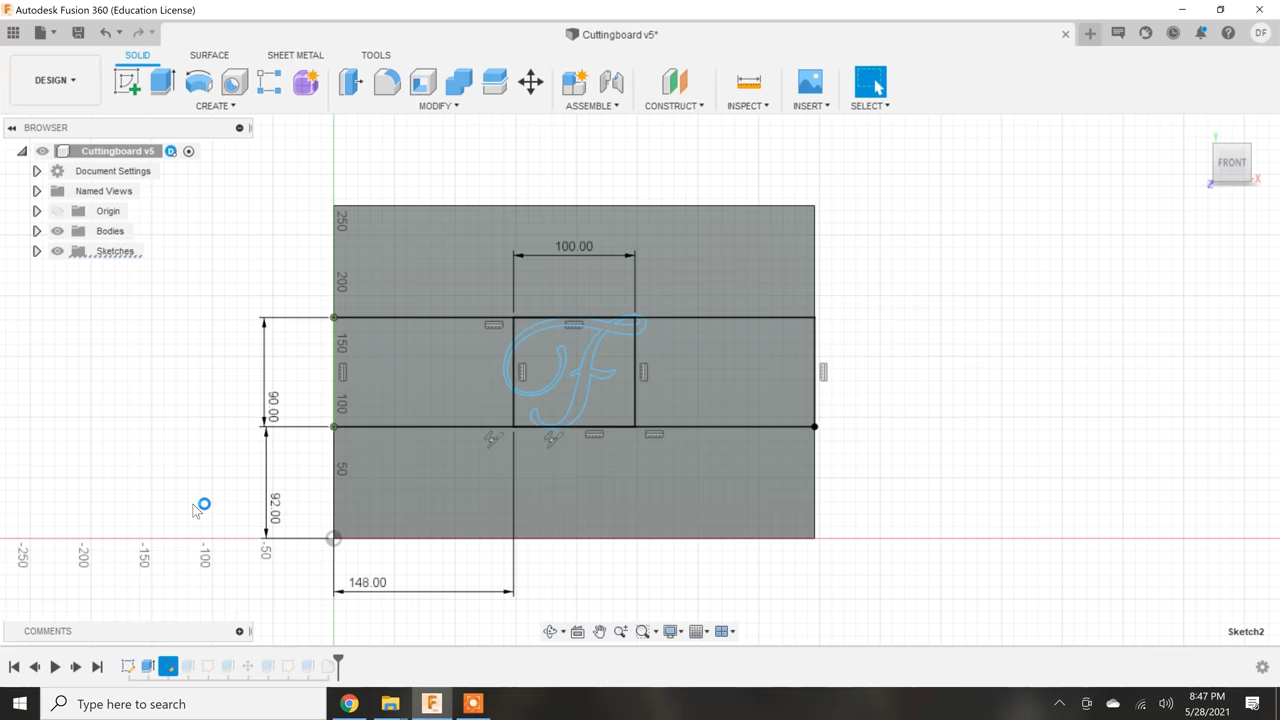 Autodesk Fusion 360 (Education License)
Cuttingboard v5*
DF
DESIGN
SOLID
SURFACE
SHEET METAL
TOOLS
CREATE
MODIFY
ASSEMBLE
CONSTRUCT
INSPECT
INSERT
SELECT
BROWSER
Cuttingboard v5
Document Settings
Named Views
Origin
Bodies
Sketches
Y
FRONT
X
Z
250
200
150
100
50
100.00
F
90.00
92.00
148.00
-250
-200
-150
-100
-50
COMMENTS
Sketch2
Type here to search
8:47 PM
5/28/2021